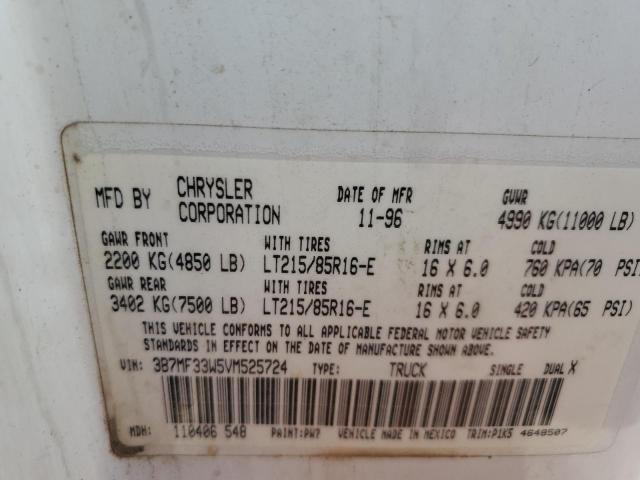 MFD BY CHRYSLER CORPORATION DATE OF MFR 11-96 GVWR 4990 KG(11000 LB)
GAWR FRONT WITH TIRES RIMS AT COLD
2200 KG(4850 LB) LT215/85R16-E 16 X 6.0 760 KPA(70 PSI
GAWR REAR WITH TIRES RIMS AT COLD
3402 KG(7500 LB) LT215/85R16-E 16 X 6.0 420 KPA(65 PSI)
THIS VEHICLE CONFORMS TO ALL APPLICABLE FEDERAL MOTOR VEHICLE SAFETY
STANDARDS IN EFFECT ON THE DATE OF MANUFACTURE SHOWN ABOVE.
VIN: 3B7MF33W5VM525724 TYPE: TRUCK SINGLE DUAL X
MDH: 110406 548 PAINT:PW7 VEHICLE MADE IN MEXICO TRIM:P1K5 4648507